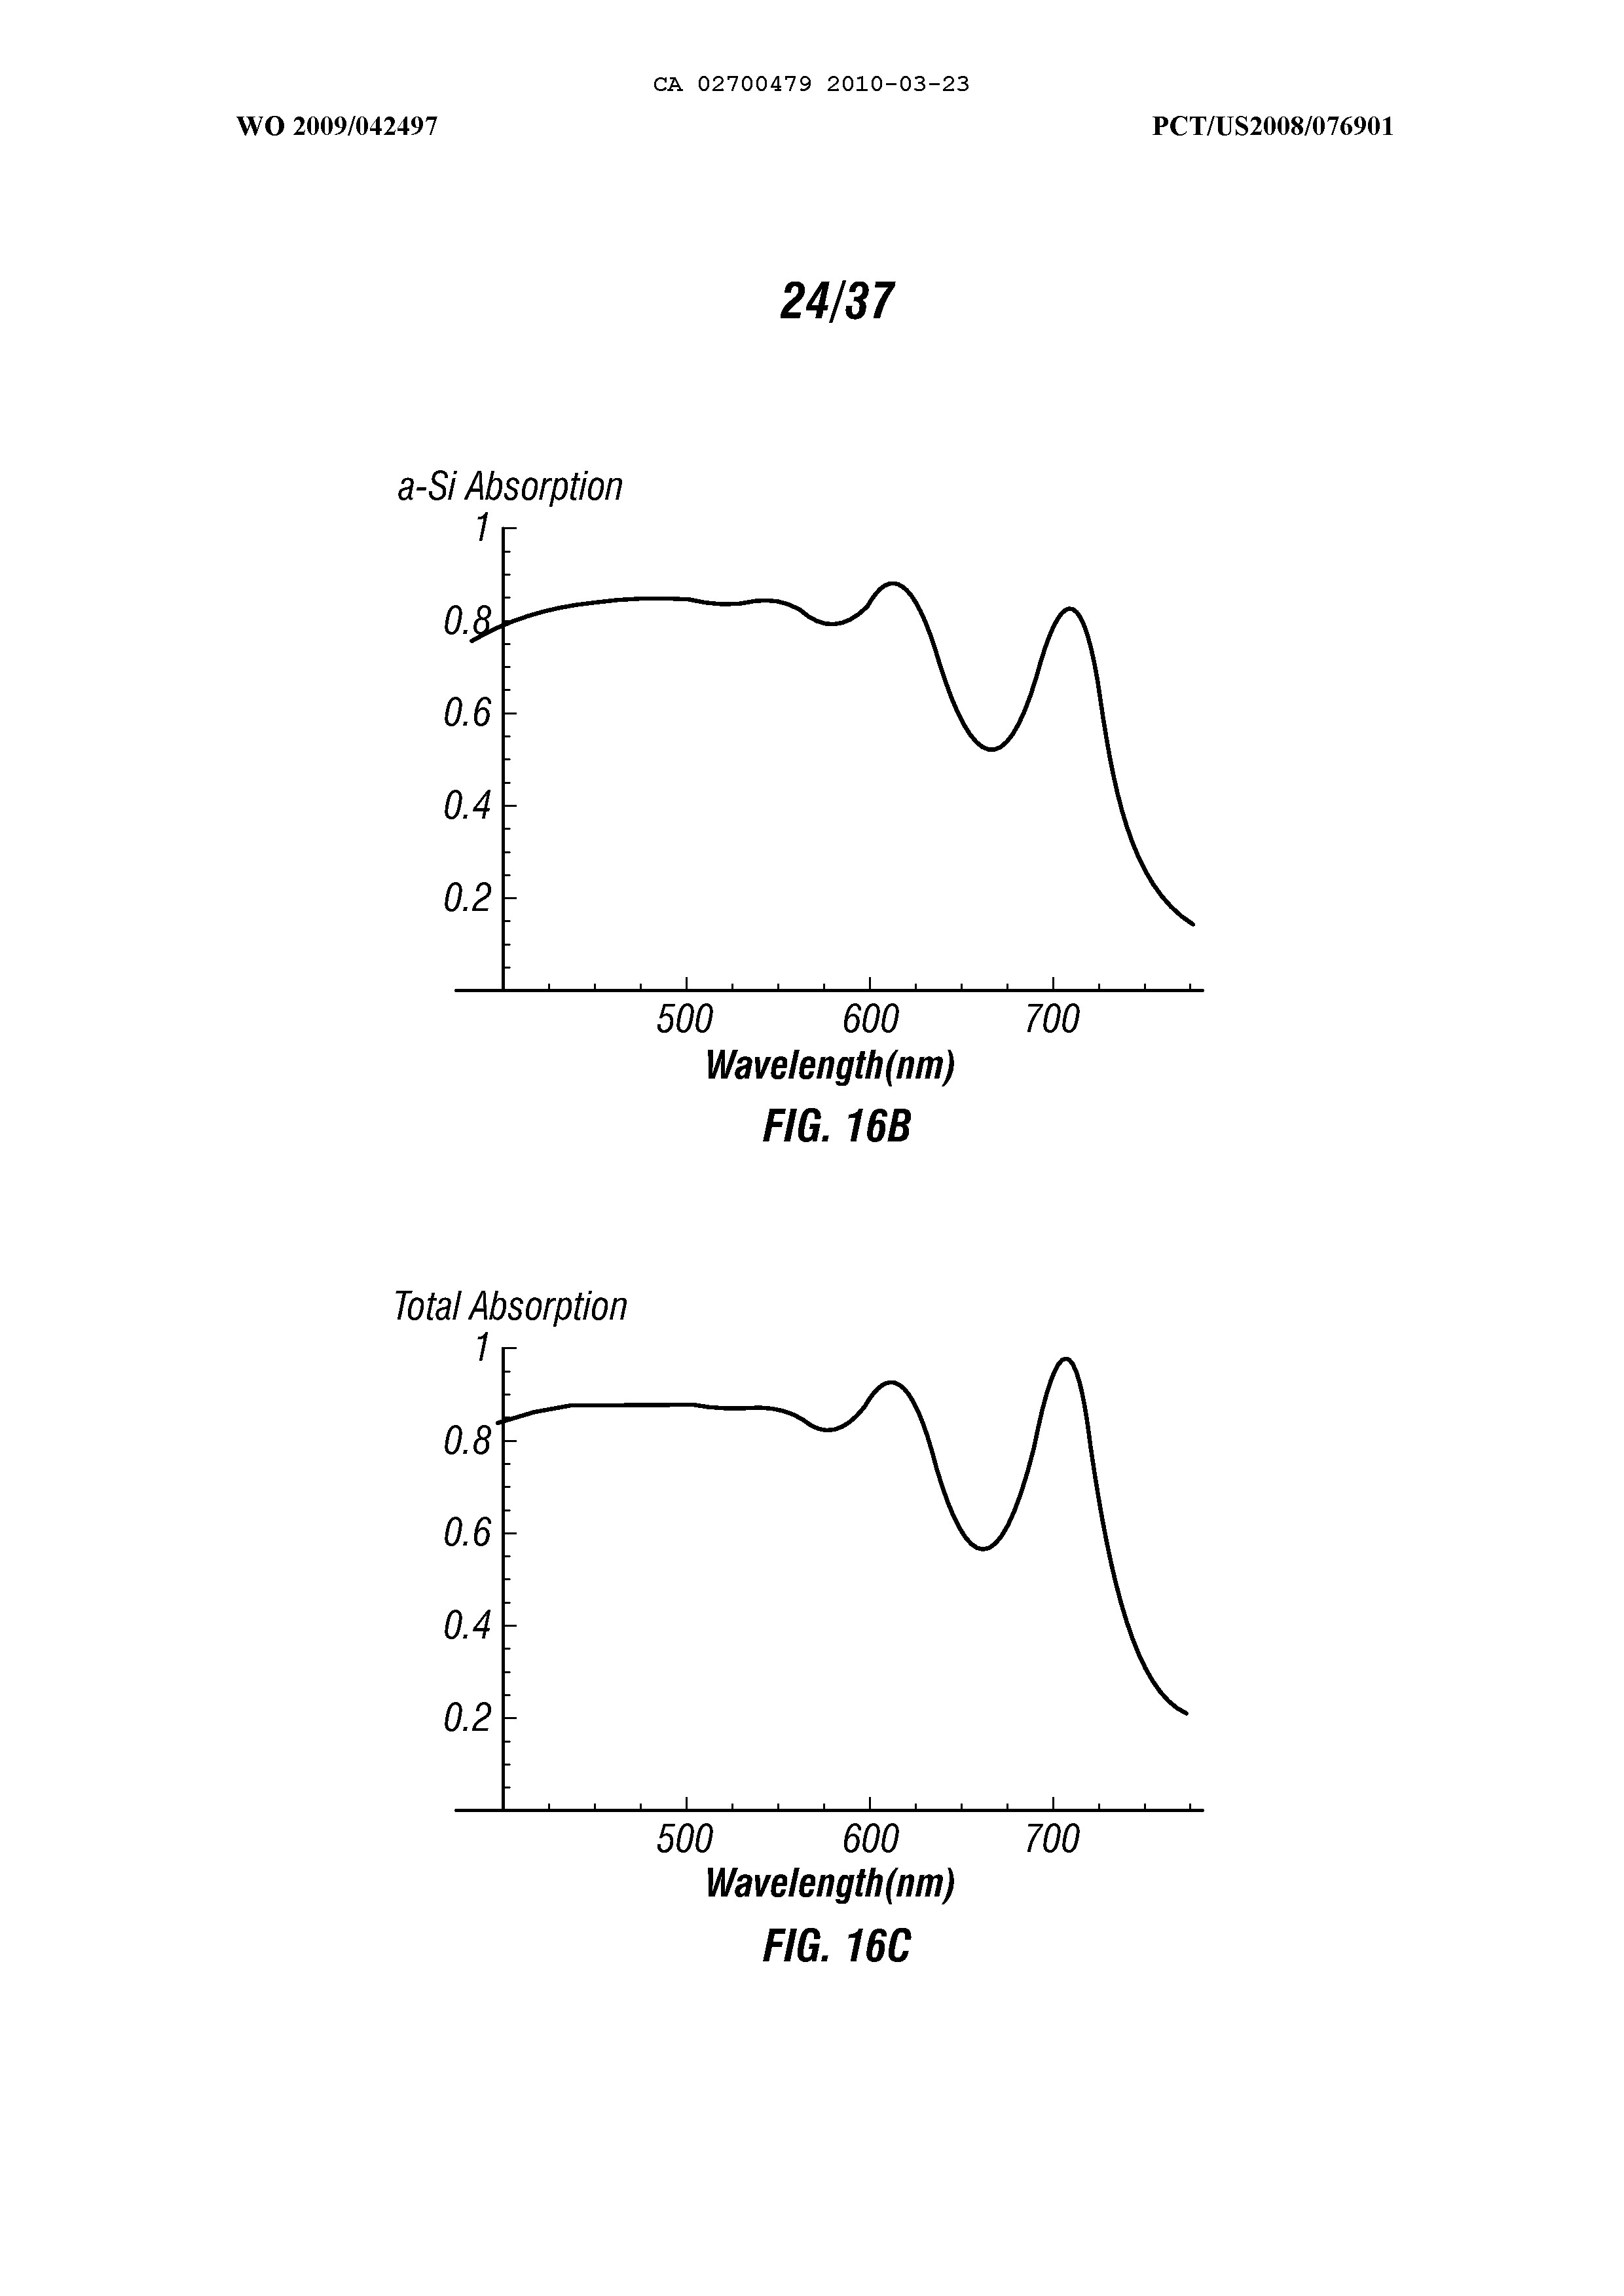 CA 02700479 2010-03-23
WO 2009/042497 PCT/US2008/076901
24/37
a-Si Absorption
1
0.8
0.6
0.4
0.2
500 600 700
Wavelength(nm)
FIG. 16B
Total Absorption
1
0.8
0.6
0.4
0.2
500 600 700
Wavelength(nm)
FIG. 16C